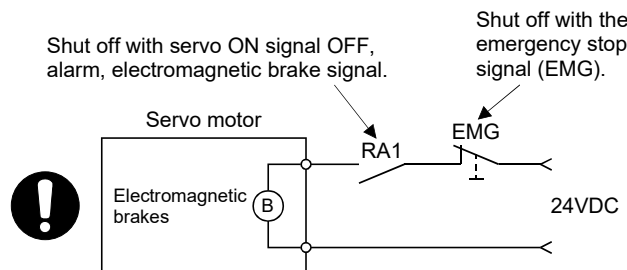 Shut off with servo ON signal OFF,
alarm, electromagnetic brake signal.
Shut off with the
emergency stop
signal (EMG).
Servo motor
RA1
EMG
Electromagnetic
brakes
B
24VDC